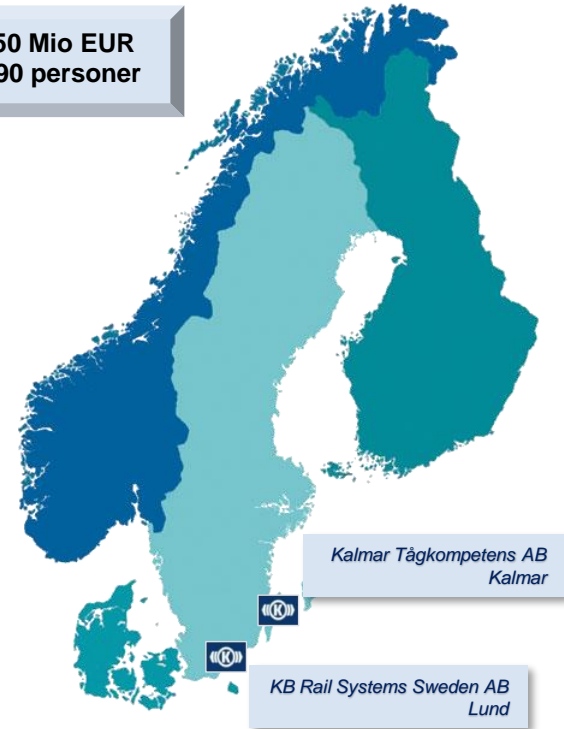 50 Mio EUR
90 personer
Kalmar Tågkompetens AB
Kalmar
((K))
((K))
KB Rail Systems Sweden AB
Lund